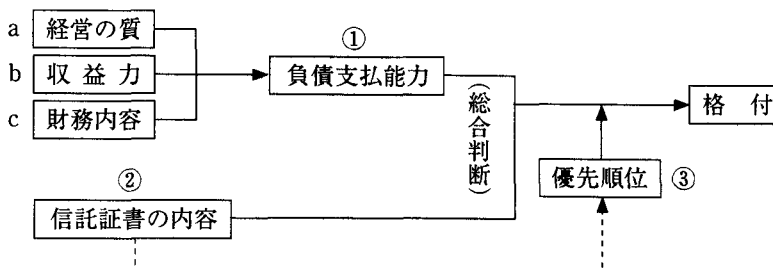 a 経営の質
①
b 収益力
負債支払能力
c 財務内容
(総合判断)
格付
②
信託証書の内容
優先順位 ③